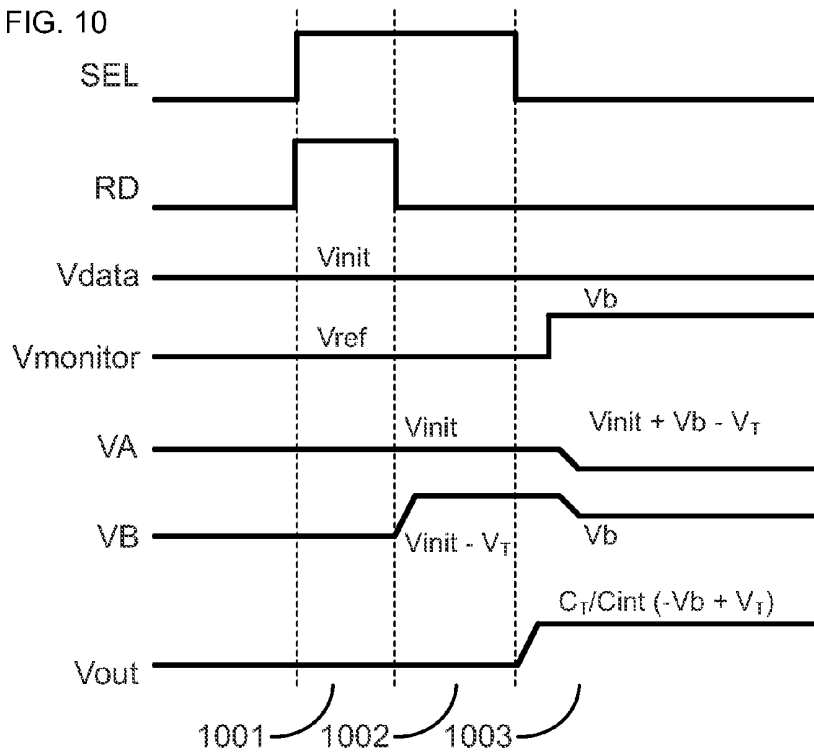 FIG. 10
SEL
RD
Vdata
Vinit
Vb
Vmonitor
Vref
VA
Vinit
Vinit + Vb - V_T
VB
Vinit - V_T
Vb
C_T/Cint (-Vb + V_T)
Vout
1001
1002
1003